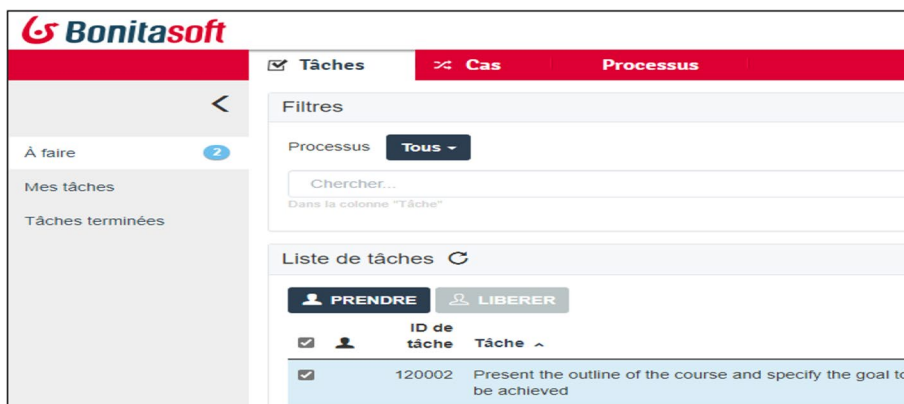 Bonitasoft
Tâches Cas Processus
Filtres
À faire 2
Processus Tous
Mes tâches
Chercher...
Dans la colonne "Tâche"
Tâches terminées
Liste de tâches
PRENDRE LIBERER
ID de
tâche Tâche
120002 Present the outline of the course and specify the goal to
be achieved